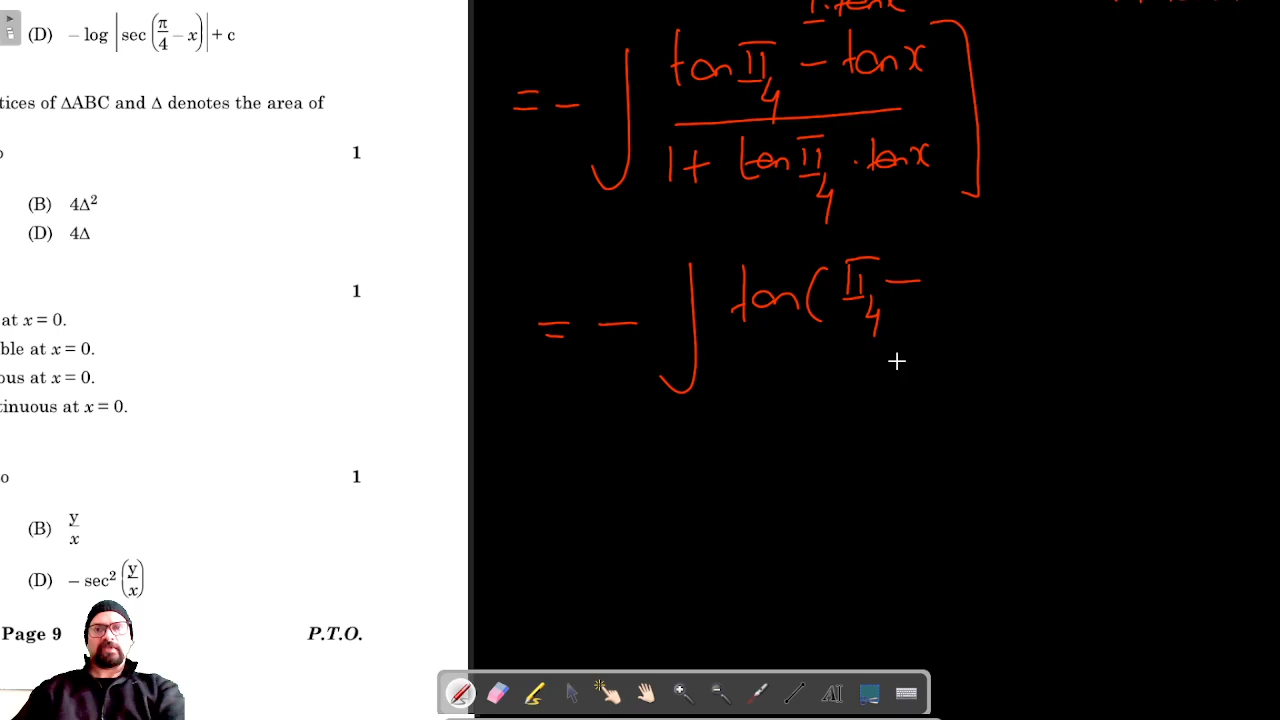 (D) – log |sec (π/4 – x)| + c
tices of ΔABC and Δ denotes the area of
o 1
(B) 4Δ²
(D) 4Δ
1
at x = 0.
ble at x = 0.
ous at x = 0.
tinuous at x = 0.
o 1
(B) y/x
(D) – sec² (y/x)
Page 9 P.T.O.
= - ∫ (tan π/4 - tan x) / (1 + tan π/4 . tan x) ]
= - ∫ tan( π/4 -
AI